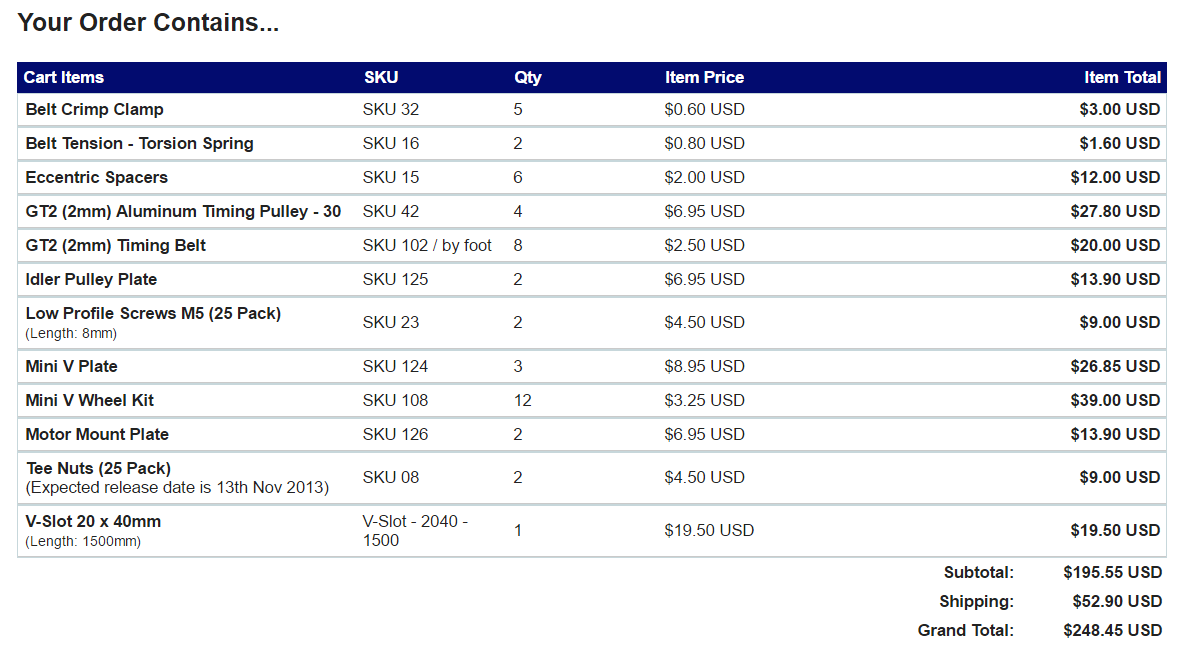 Your Order Contains...
Cart Items SKU Qty Item Price Item Total
Belt Crimp Clamp SKU 32 5 $0.60 USD $3.00 USD
Belt Tension - Torsion Spring SKU 16 2 $0.80 USD $1.60 USD
Eccentric Spacers SKU 15 6 $2.00 USD $12.00 USD
GT2 (2mm) Aluminum Timing Pulley - 30 SKU 42 4 $6.95 USD $27.80 USD
GT2 (2mm) Timing Belt SKU 102 / by foot 8 $2.50 USD $20.00 USD
Idler Pulley Plate SKU 125 2 $6.95 USD $13.90 USD
Low Profile Screws M5 (25 Pack)
(Length: 8mm) SKU 23 2 $4.50 USD $9.00 USD
Mini V Plate SKU 124 3 $8.95 USD $26.85 USD
Mini V Wheel Kit SKU 108 12 $3.25 USD $39.00 USD
Motor Mount Plate SKU 126 2 $6.95 USD $13.90 USD
Tee Nuts (25 Pack)
(Expected release date is 13th Nov 2013) SKU 08 2 $4.50 USD $9.00 USD
V-Slot 20 x 40mm V-Slot - 2040 -
(Length: 1500mm) 1500 1 $19.50 USD $19.50 USD
Subtotal: $195.55 USD
Shipping: $52.90 USD
Grand Total: $248.45 USD